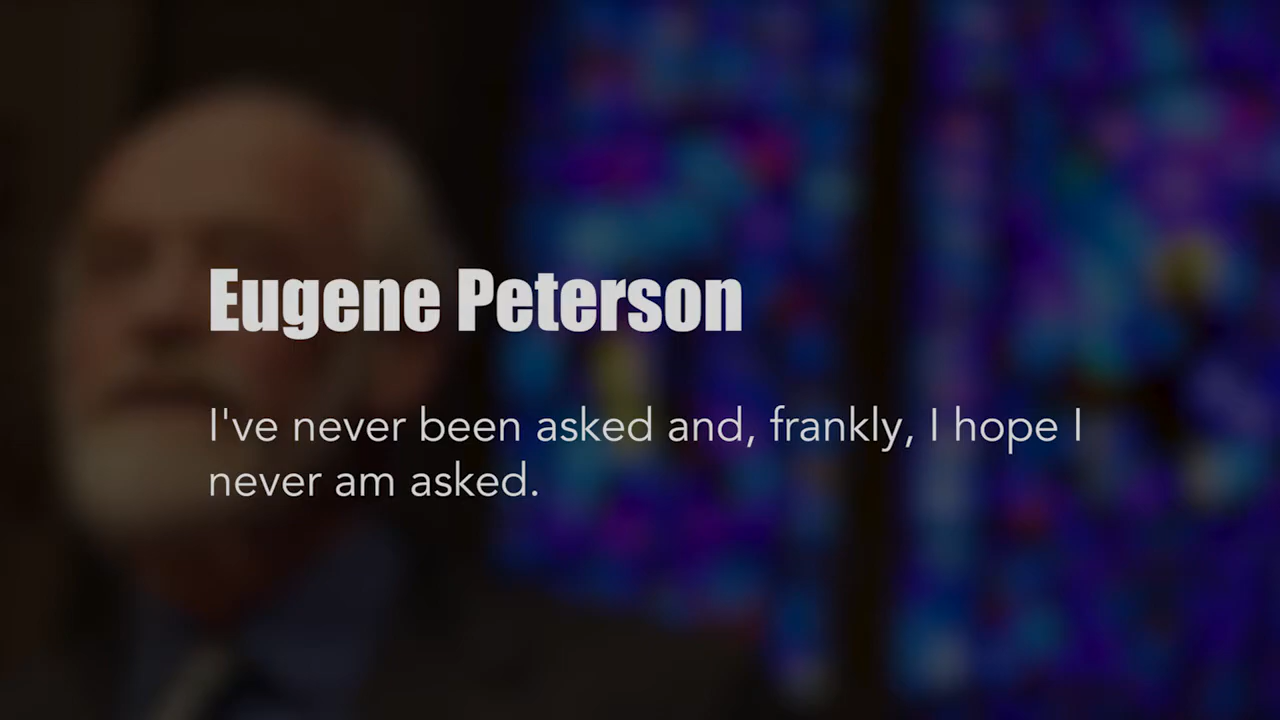 Eugene Peterson
I've never been asked and, frankly, I hope I
never am asked.